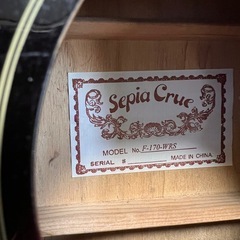 Sepia Crue
MODEL No. F-170-WRS
SERIAL # MADE IN CHINA